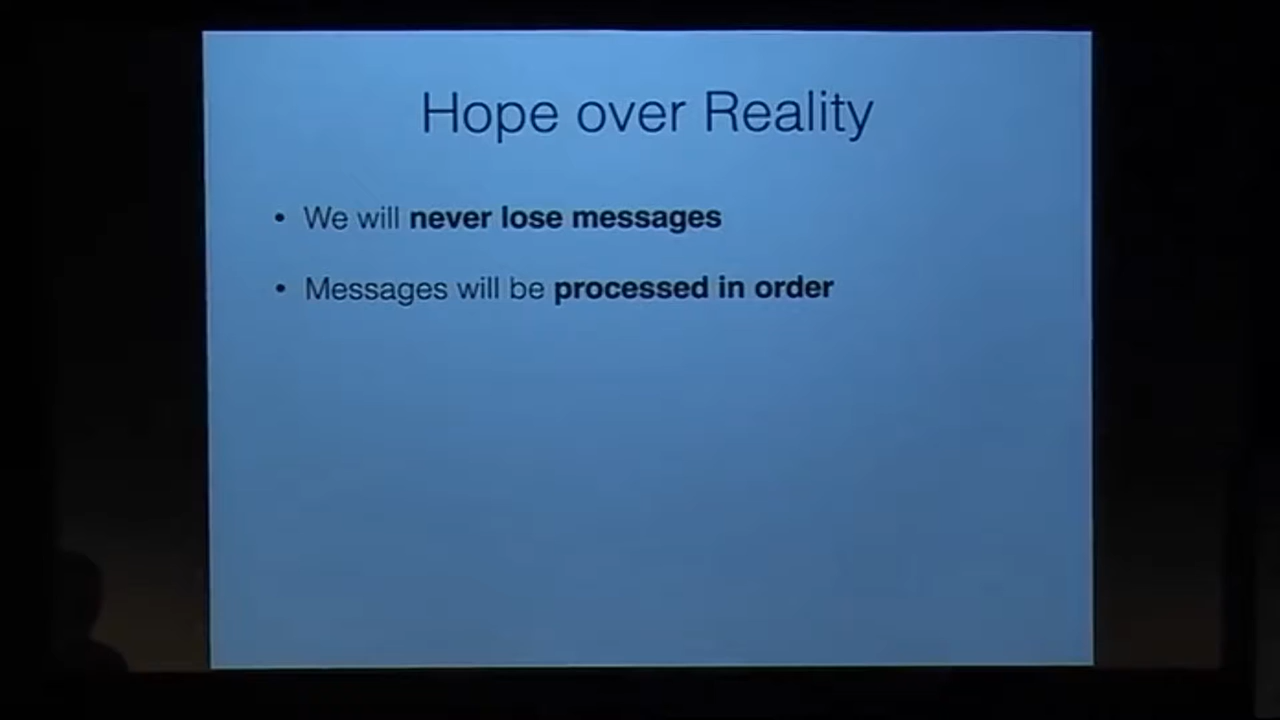 Hope over Reality
• We will never lose messages
• Messages will be processed in order